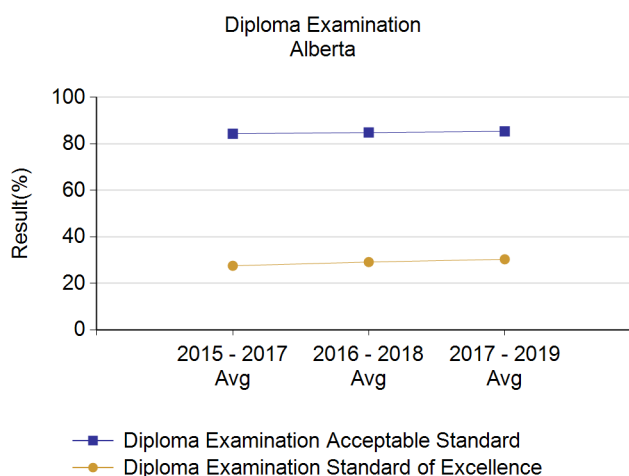 Diploma Examination
Alberta
Result(%)
100
80
60
40
20
0
2015 - 2017 2016 - 2018 2017 - 2019
Avg Avg Avg
Diploma Examination Acceptable Standard
Diploma Examination Standard of Excellence